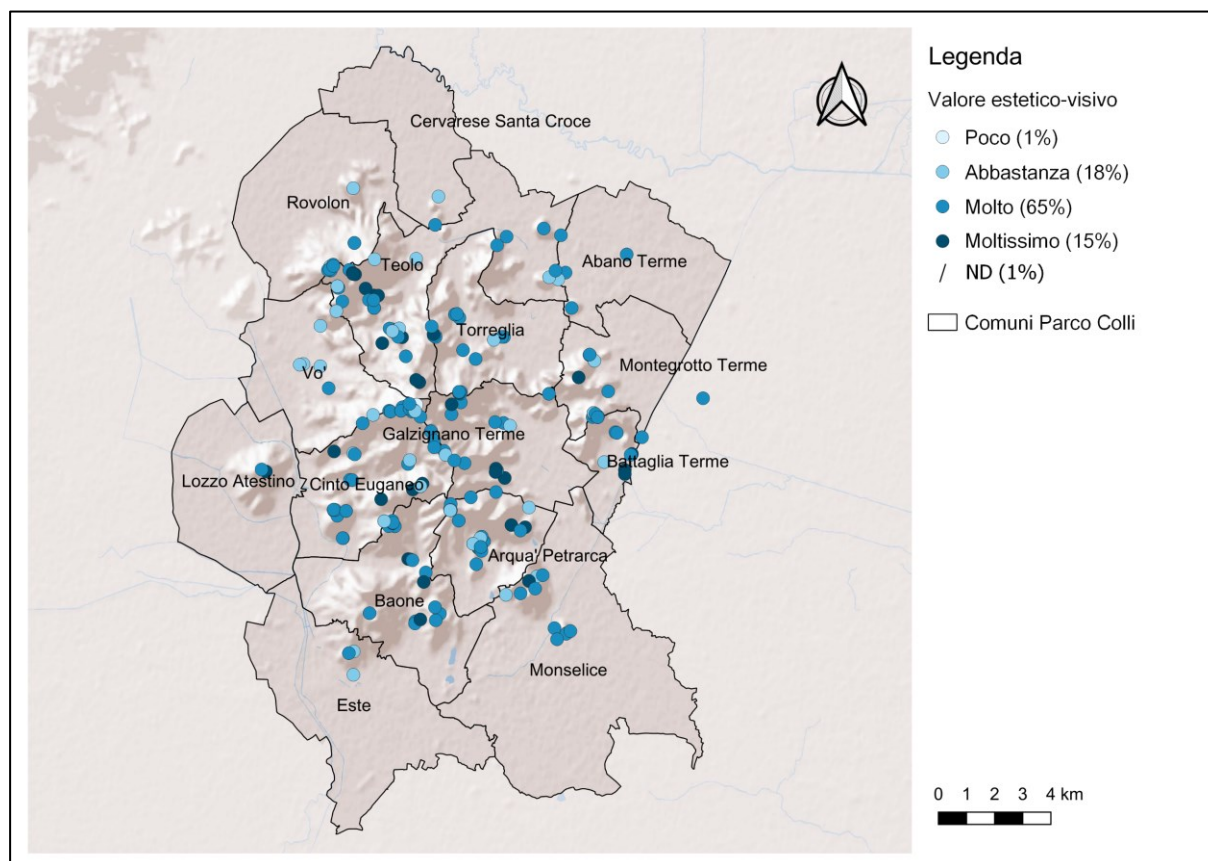 Legenda
Valore estetico-visivo
Poco (1%)
Abbastanza (18%)
Molto (65%)
Moltissimo (15%)
/ ND (1%)
Comuni Parco Colli
Cervarese Santa Croce
Rovolon
Teolo
Abano Terme
Torreglia
Montegrotto Terme
Vo'
Galzignano Terme
Battaglia Terme
Lozzo Atestino
Cinto Euganeo
Arqua' Petrarca
Baone
Monselice
Este
0 1 2 3 4 km